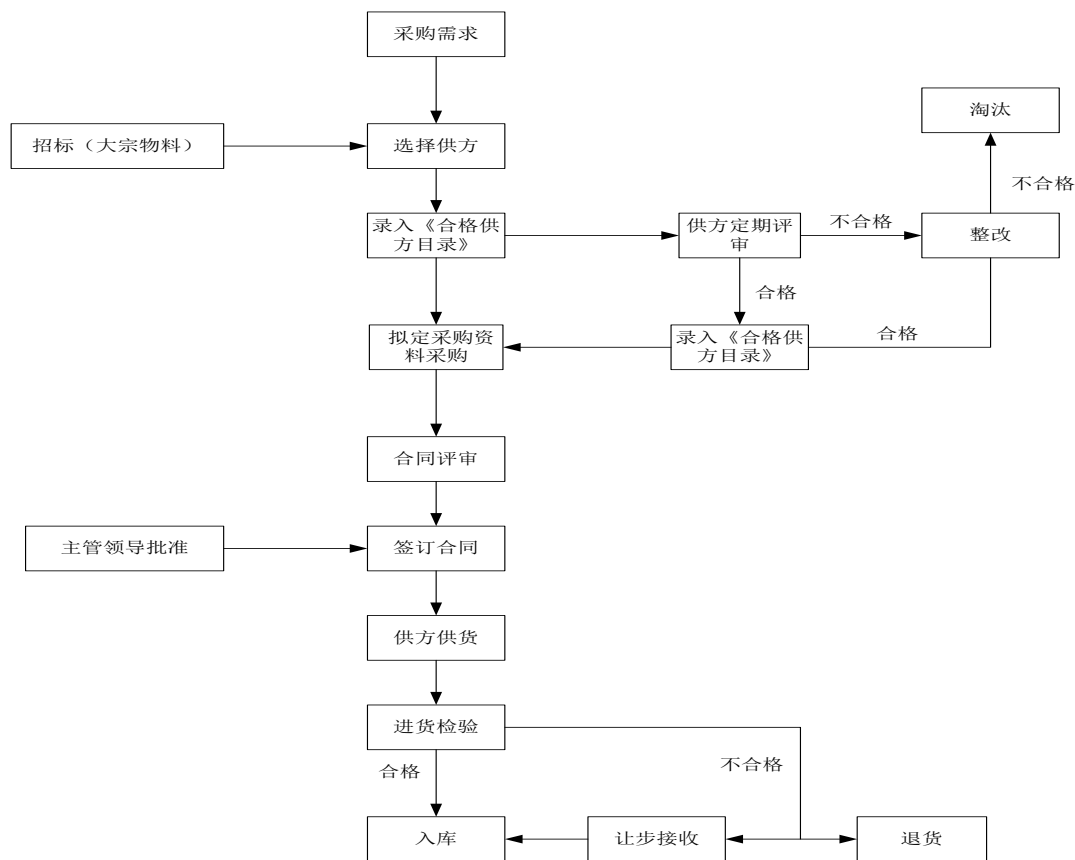 采购需求
淘汰
招标（大宗物料）
选择供方
不合格
录入《合格供
方目录》
供方定期评
审
不合格
整改
合格
拟定采购资
料采购
录入《合格供
方目录》
合格
合同评审
主管领导批准
签订合同
供方供货
进货检验
合格
不合格
入库
让步接收
退货